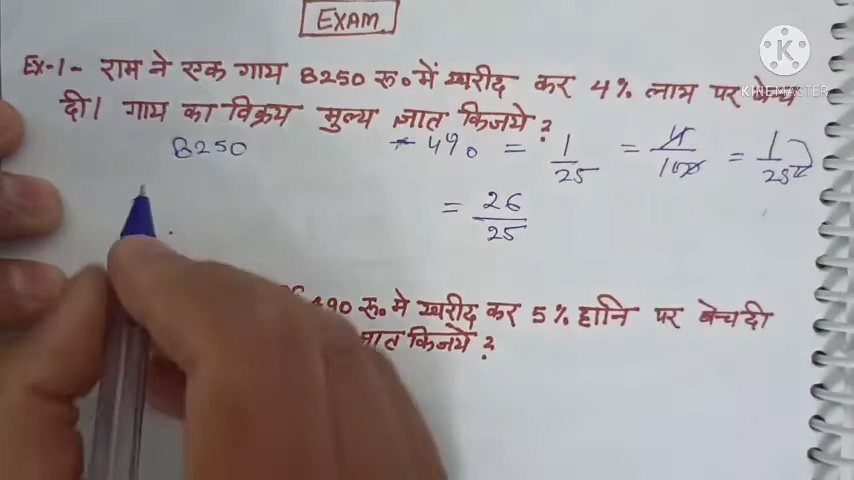 EXAM
Ex-1- राम ने एक गाय 8250 रु० में खरीद कर 4% लाभ पर बेच
दी। गाय का विक्रय मुल्य ज्ञात किजये?
K
KINEMASTER
8250 4% = 1/25 = 4/100 = 1/25
= 26/25
490 रु० मे खरीद कर 5% हानि पर बेच दी
ज्ञात किजये?